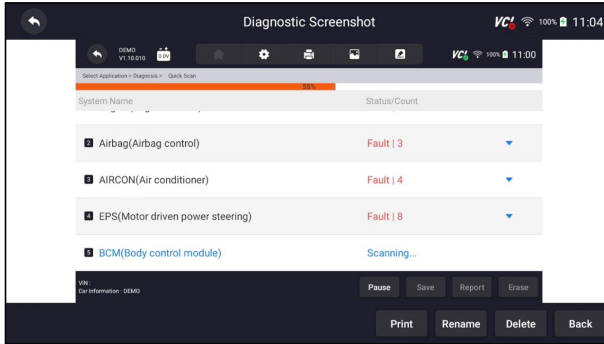 Diagnostic Screenshot
VCI 100% 11:04
DEMO
V1.10.010
0.0V
VCI 100% 11:00
Select Application > Diagnosis > Quick Scan
55%
System Name Status/Count
2 Airbag(Airbag control) Fault | 3
3 AIRCON(Air conditioner) Fault | 4
4 EPS(Motor driven power steering) Fault | 8
5 BCM(Body control module) Scanning...
VIN :
Car Information : DEMO
Pause Save Report Erase
Print Rename Delete Back